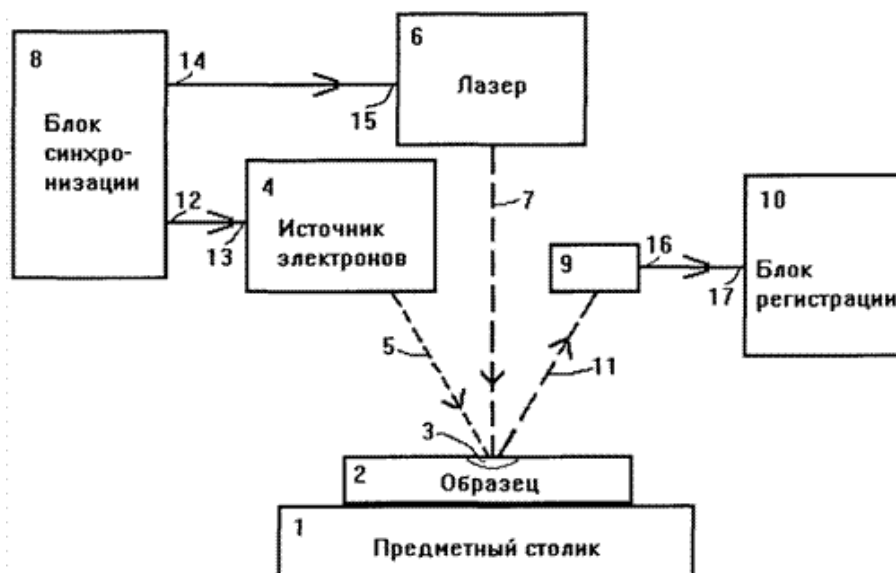 8
Блок
синхро-
низации
14
15
6
Лазер
12
13
4
Источник
электронов
7
9
16
17
10
Блок
регистрации
5
11
3
2
Образец
1
Предметный столик